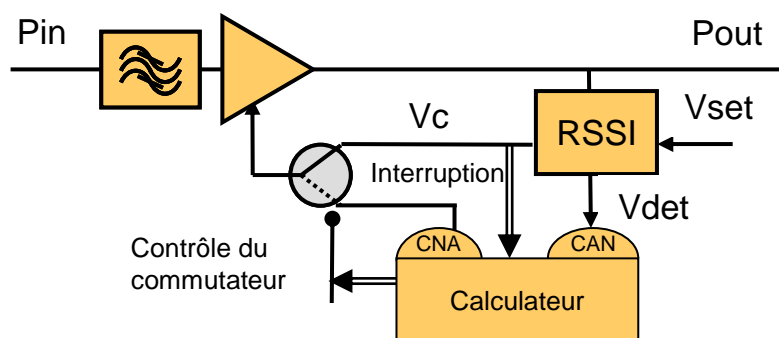 Pin
Pout
Vc
RSSI
Vset
Interruption
Vdet
Contrôle du
commutateur
CNA
CAN
Calculateur